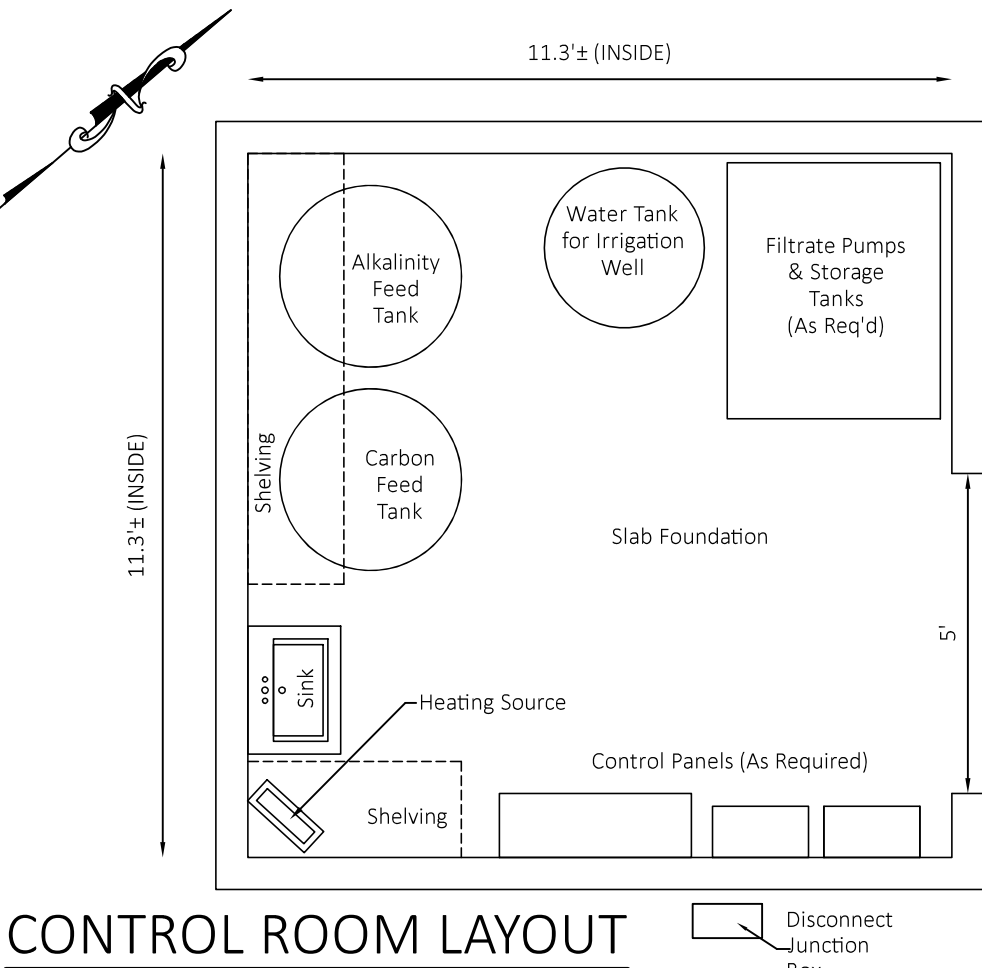 11.3'± (INSIDE)
Water Tank
for Irrigation
Well
Filtrate Pumps
& Storage
Tanks
(As Req'd)
Alkalinity
Feed
Tank
11.3'± (INSIDE)
Shelving
Carbon
Feed
Tank
Slab Foundation
5'
Sink
Heating Source
Control Panels (As Required)
Shelving
CONTROL ROOM LAYOUT
Disconnect
Junction